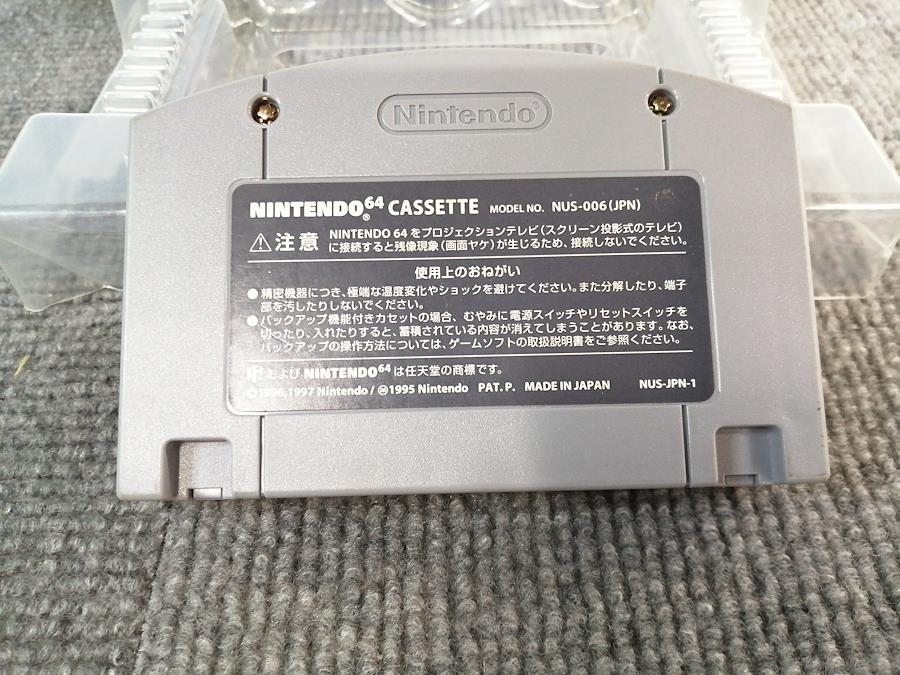 Nintendo®
NINTENDO64® CASSETTE MODEL NO. NUS-006(JPN)
⚠注意 NINTENDO 64をプロジェクションテレビ(スクリーン投影式のテレビ)
に接続すると残像現象(画面ヤケ)が生じるため、接続しないでください。
使用上のおねがい
●精密機器につき、極端な温度変化やショックを避けてください。また分解したり、端子
部を汚したりしないでください。
●バックアップ機能付きカセットの場合、むやみに電源スイッチやリセットスイッチを
切ったり、入れたりすると、蓄積されている内容が消えてしまうことがあります。なお、
バックアップの操作方法については、ゲームソフトの取扱説明書をご参照ください。
および NINTENDO64は任天堂の商標です。
©1996,1997 Nintendo/Ⓜ1995 Nintendo PAT. P. MADE IN JAPAN NUS-JPN-1